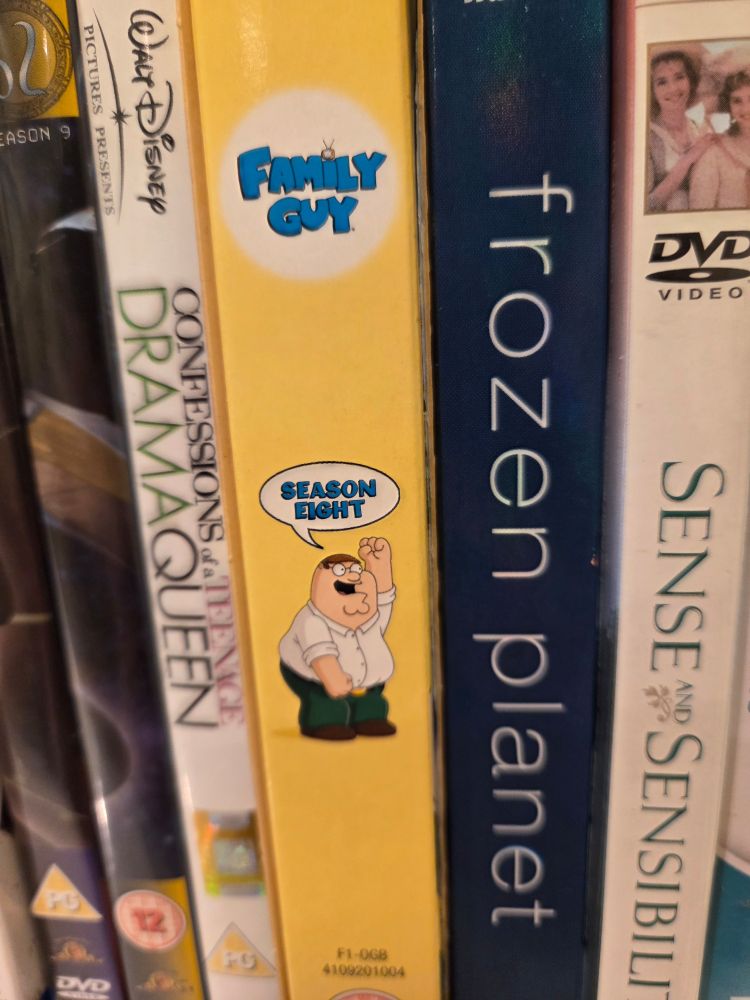 EASON 9
PG
DVD
12
WALT DISNEY
PICTURES PRESENTS
CONFESSIONS of a TEENAGE
DRAMA QUEEN
PG
FAMILY
GUY
SEASON
EIGHT
F1-OGB
4109201004
frozen planet
DVD
VIDEO
SENSE AND SENSIBILI